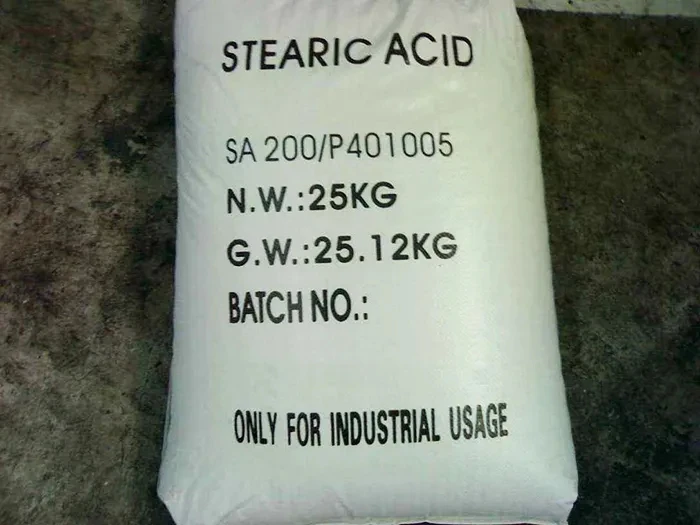 STEARIC ACID
SA 200/P401005
N.W.:25KG
G.W.:25.12KG
BATCH NO.:
ONLY FOR INDUSTRIAL USAGE